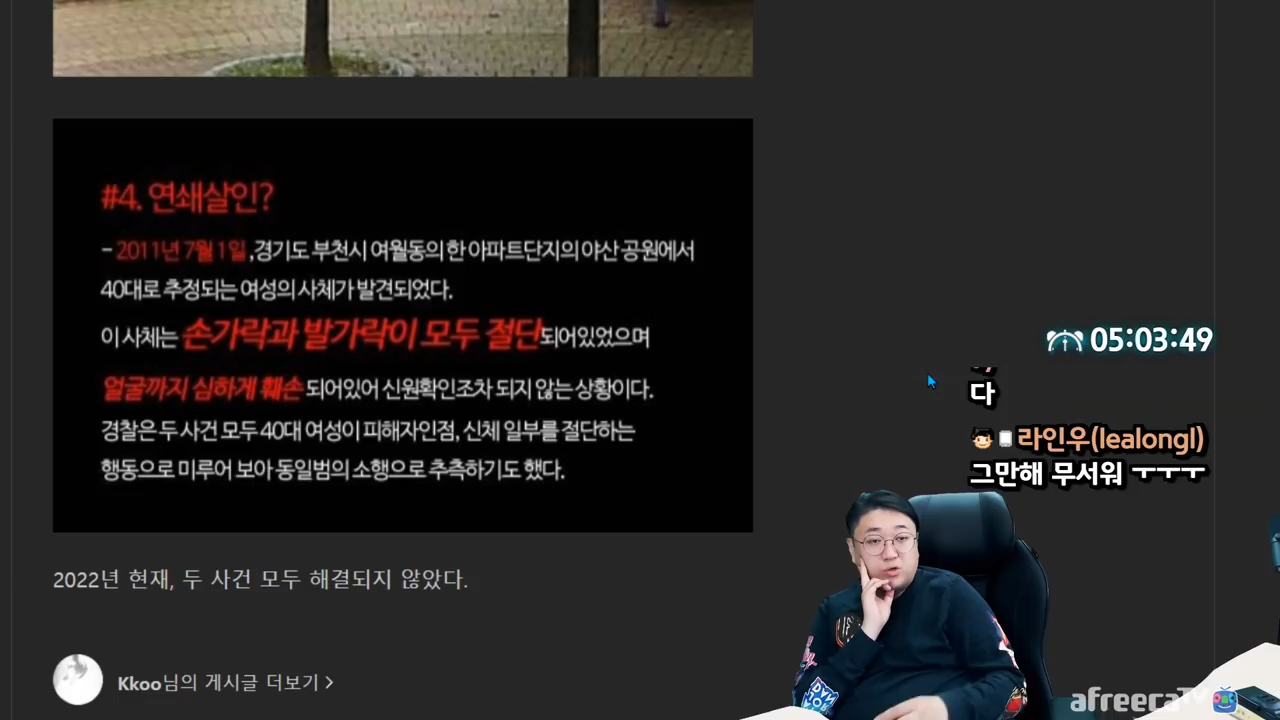 #4. 연쇄살인?
- 2011년 7월 1일 ,경기도 부천시 여월동의 한 아파트단지의 야산 공원에서
40대로 추정되는 여성의 사체가 발견되었다.
이 사체는 손가락과 발가락이 모두 절단되어있었으며
얼굴까지 심하게 훼손 되어있어 신원확인조차 되지 않는 상황이다.
경찰은 두 사건 모두 40대 여성이 피해자인점, 신체 일부를 절단하는
행동으로 미루어 보아 동일범의 소행으로 추측하기도 했다.
2022년 현재, 두 사건 모두 해결되지 않았다.
Kkoo님의 게시글 더보기 >
05:03:49
다
라인우(lealongl)
그만해 무서워 ㅜㅜㅜ
afreecaTV